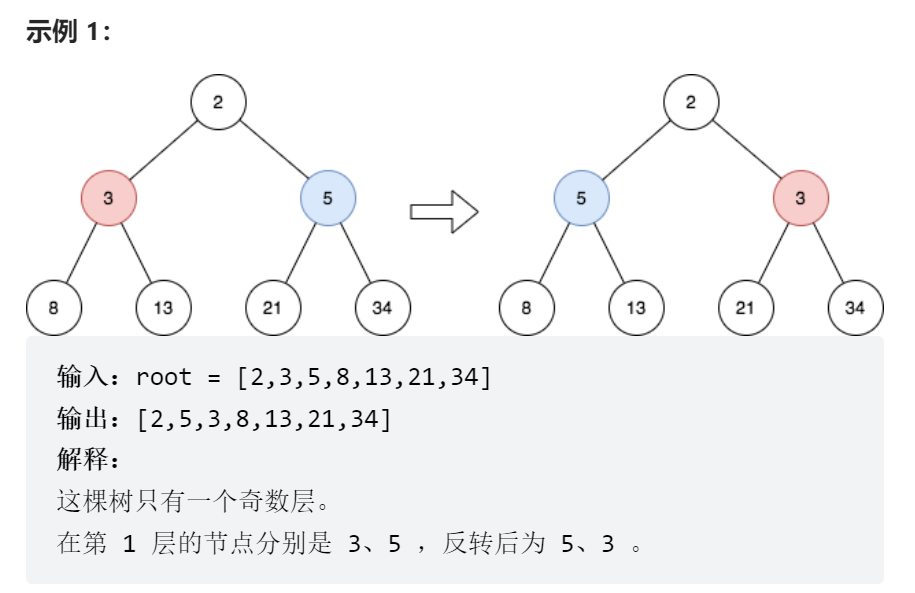 示例 1：
2 2
3 5 5 3
8 13 21 34 8 13 21 34
输入：root = [2,3,5,8,13,21,34]
输出：[2,5,3,8,13,21,34]
解释：
这棵树只有一个奇数层。
在第 1 层的节点分别是 3、5 ，反转后为 5、3 。